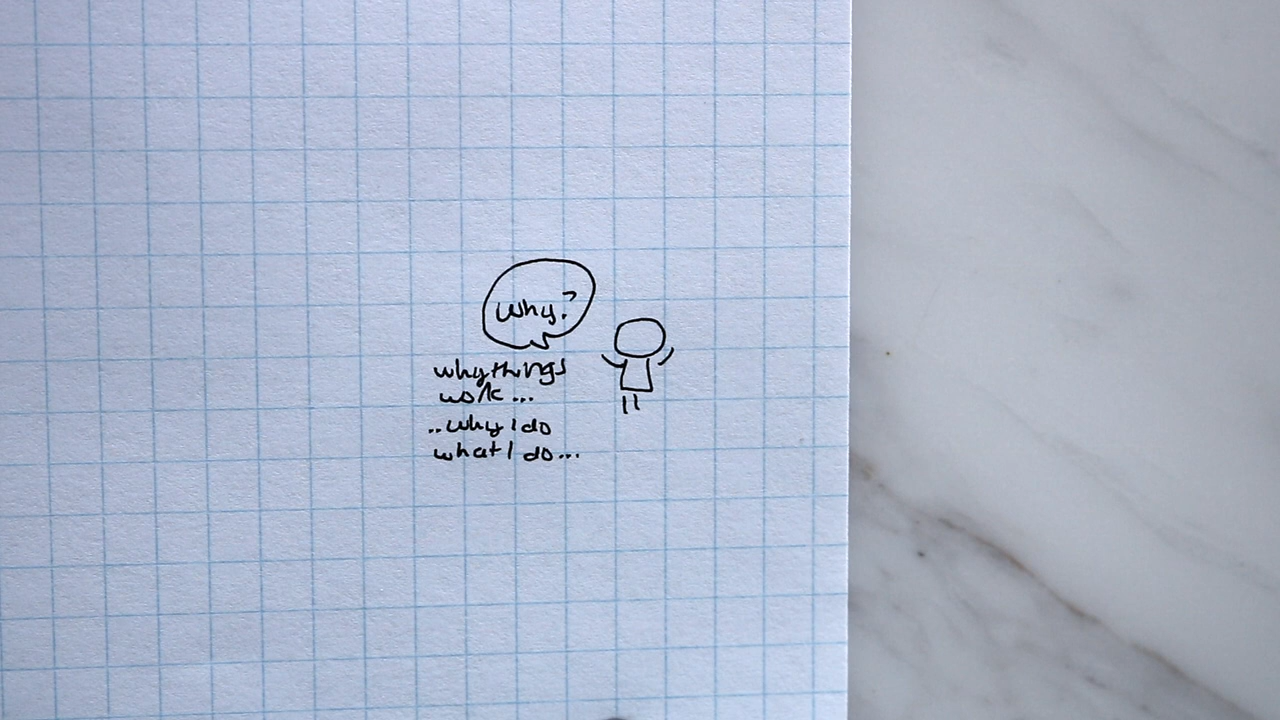 why?
why things
work...
..why I do
what I do...